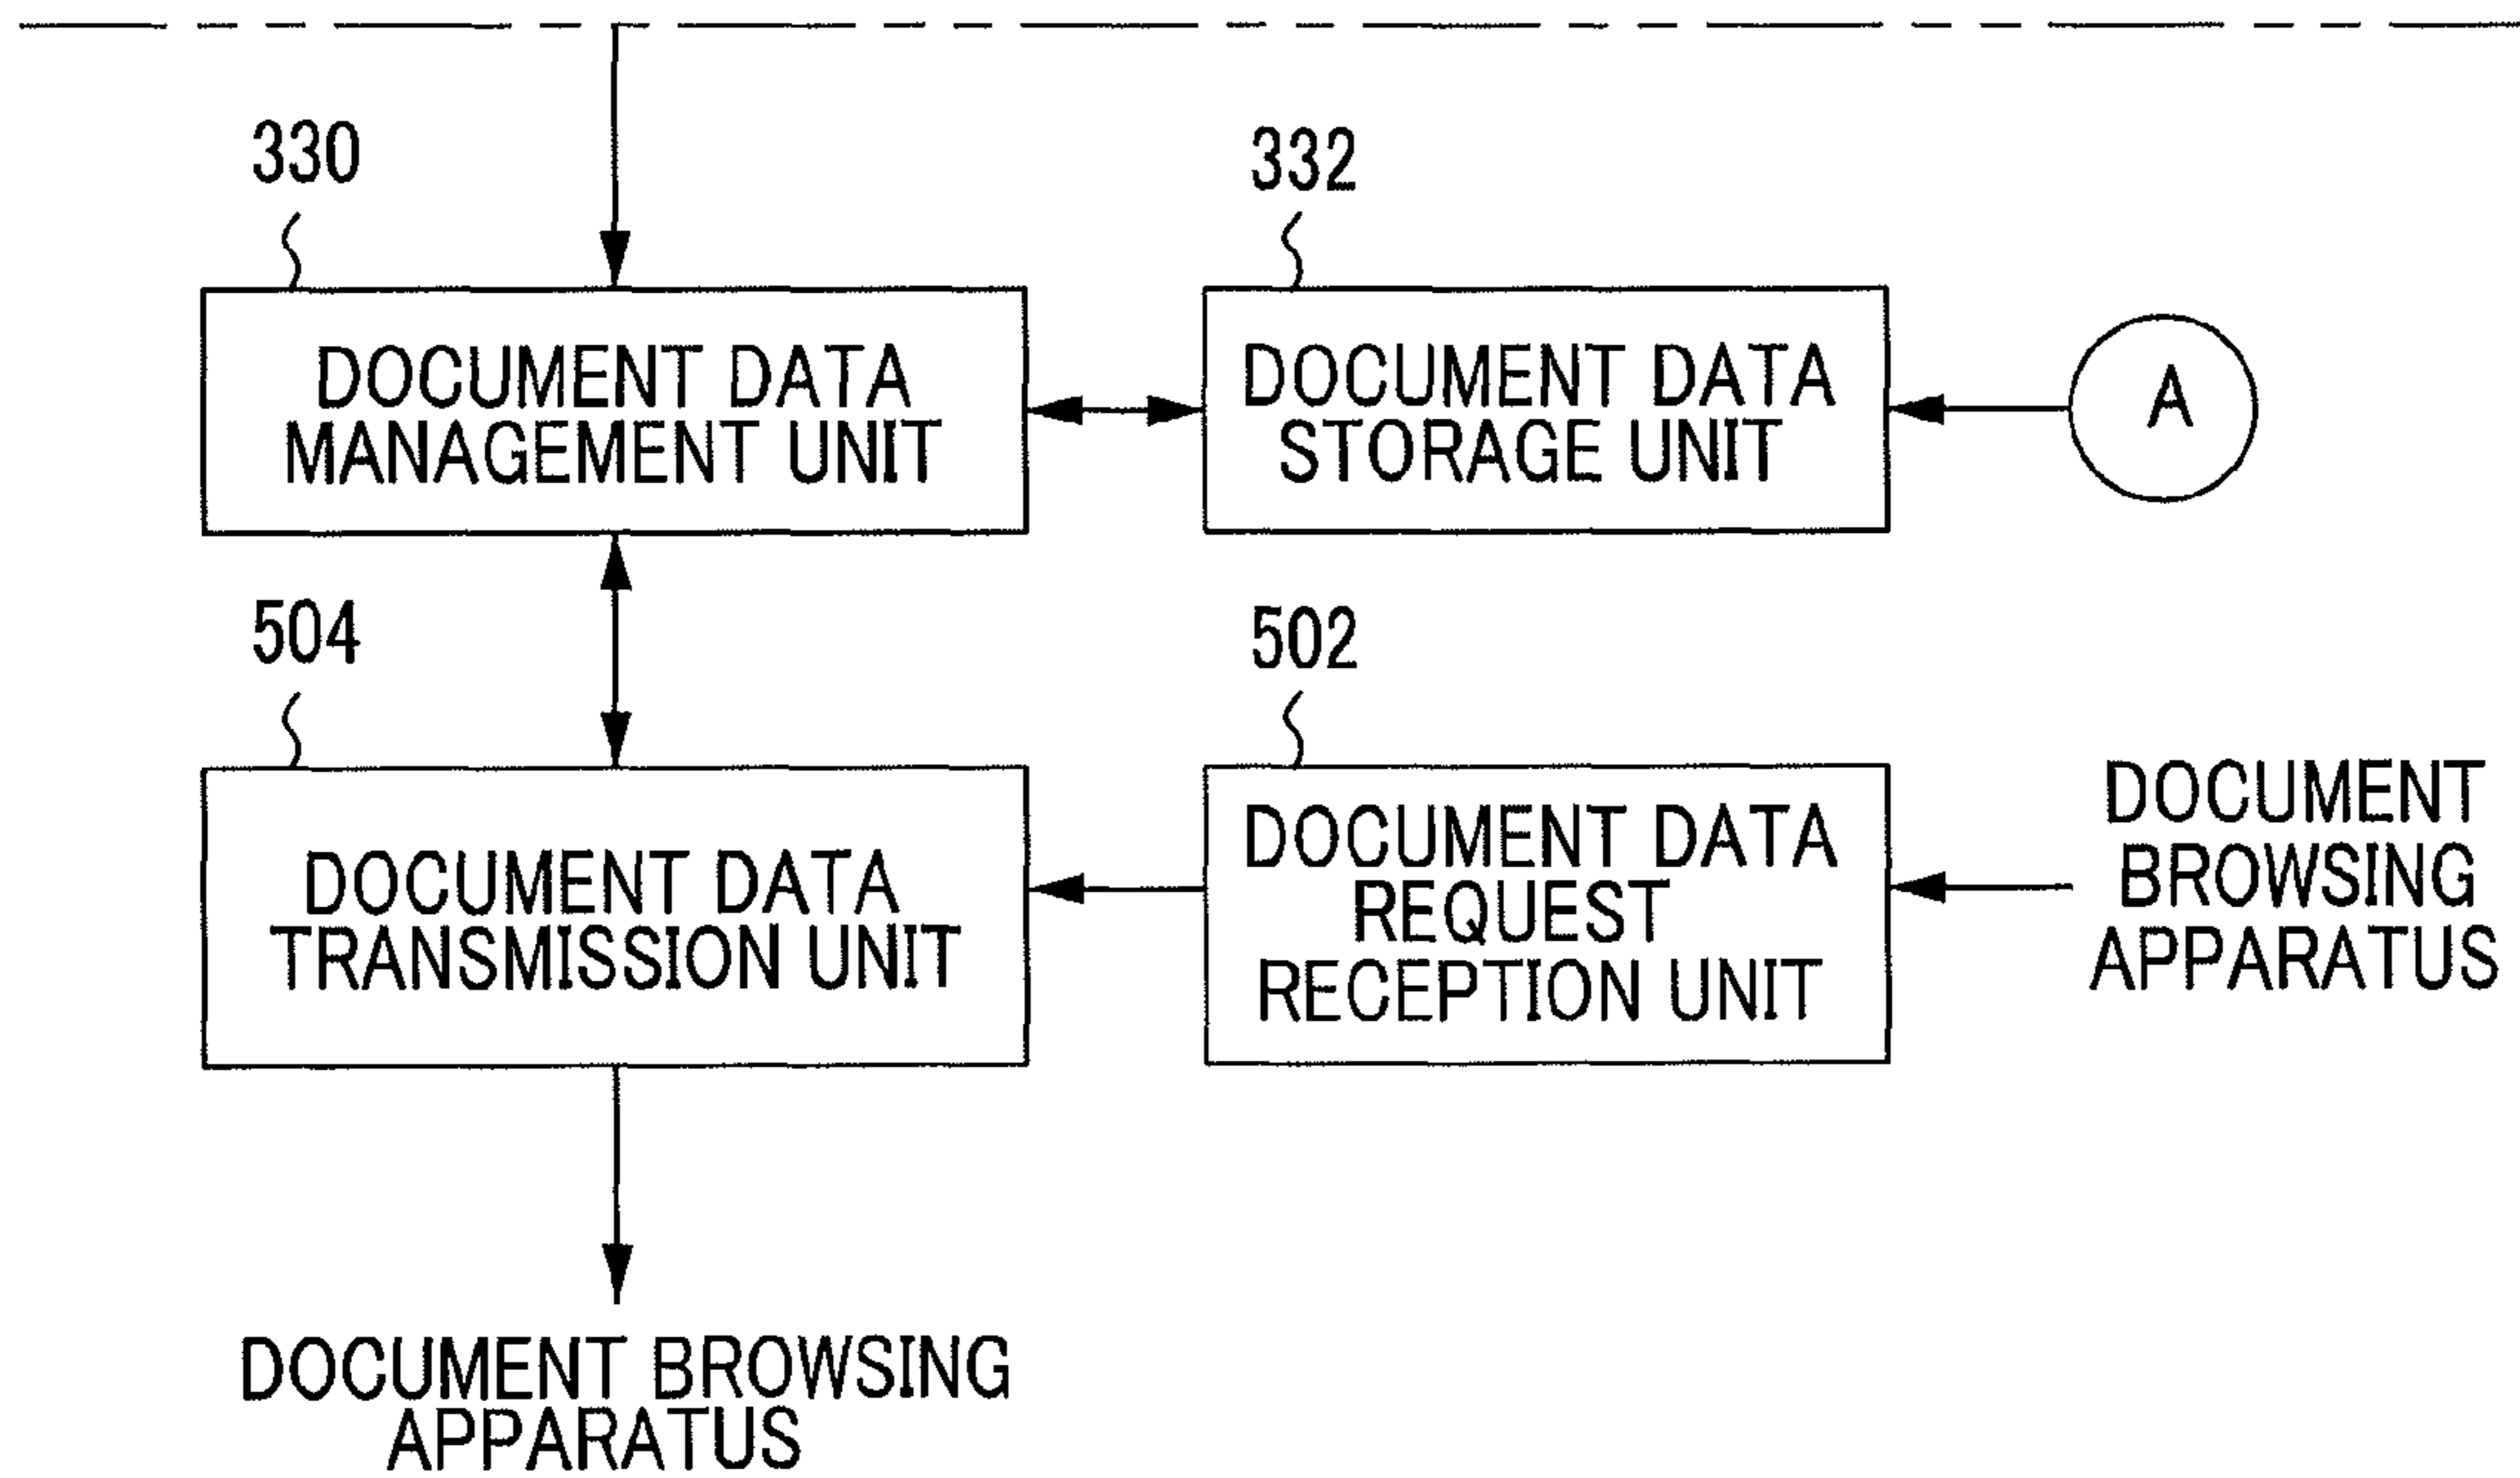 330
332
DOCUMENT DATA
MANAGEMENT UNIT
DOCUMENT DATA
STORAGE UNIT
A
504
502
DOCUMENT DATA
TRANSMISSION UNIT
DOCUMENT DATA
REQUEST
RECEPTION UNIT
DOCUMENT
BROWSING
APPARATUS
DOCUMENT BROWSING
APPARATUS